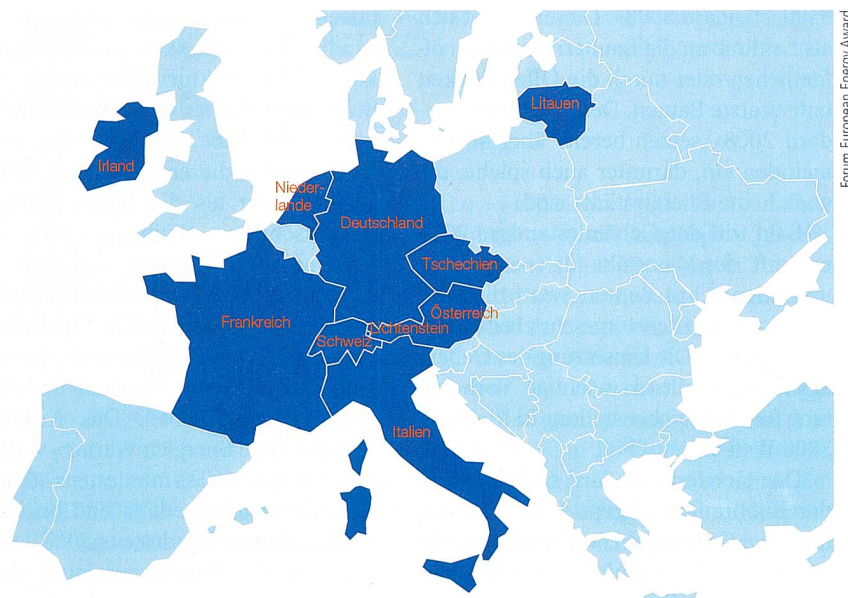 Forum European Energy Award
Litauen
Irland
Nieder-
lande
Deutschland
Tschechien
Österreich
Frankreich
Lichtenstein
Schweiz
Italien